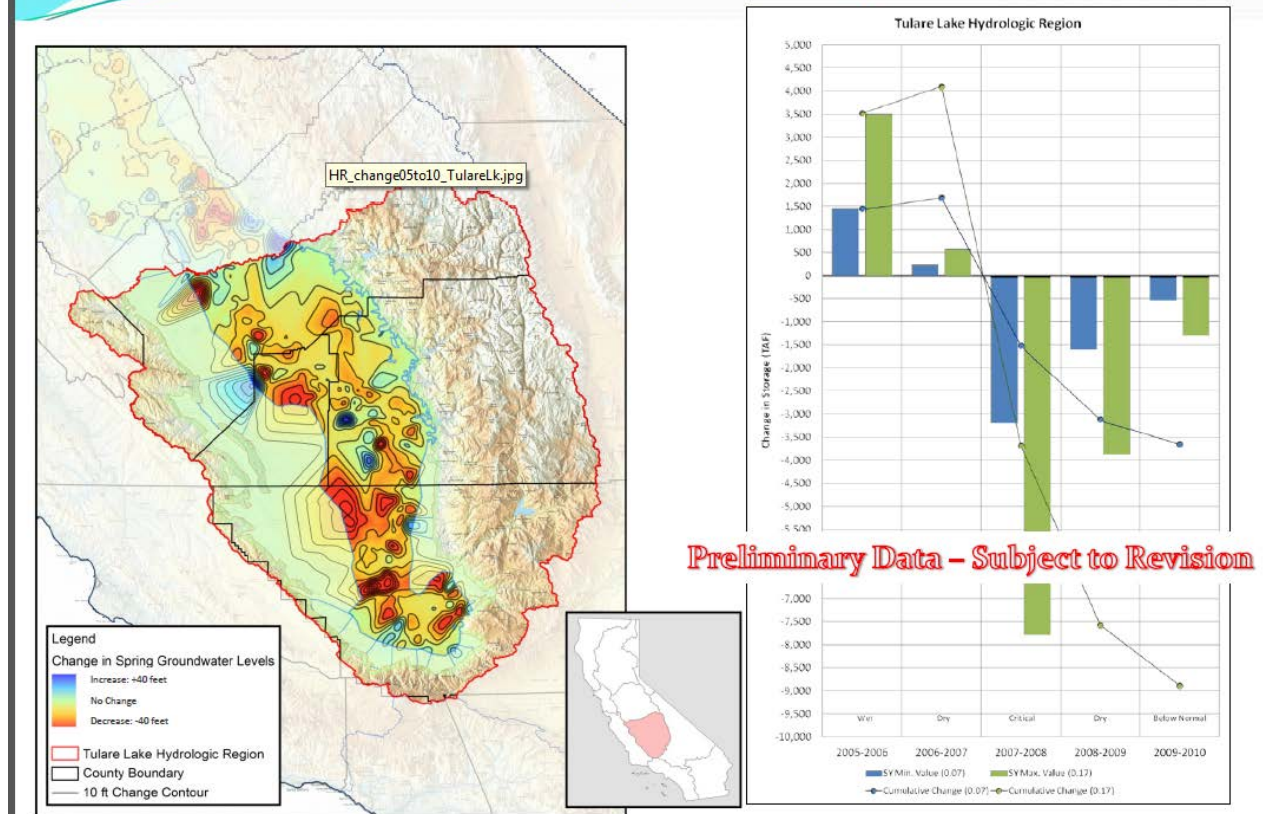 HR_change05to10_TulareLk.jpg
Legend
Change in Spring Groundwater Levels
Increase: +40 feet
No Change
Decrease: -40 feet
Tulare Lake Hydrologic Region
County Boundary
10 ft Change Contour
Tulare Lake Hydrologic Region
Change in Storage (TAF)
5,000
4,500
4,000
3,500
3,000
2,500
2,000
1,500
1,000
500
0
-500
-1,000
-1,500
-2,000
-2,500
-3,000
-3,500
-4,000
-4,500
-5,000
-5,500
Preliminary Data – Subject to Revision
-7,000
-7,500
-8,000
-8,500
-9,000
-9,500
-10,000
Wet Dry Critical Dry Below Normal
2005-2006 2006-2007 2007-2008 2008-2009 2009-2010
SY Min. Value (0.07) SY Max. Value (0.17)
Cumulative Change (0.07) Cumulative Change (0.17)